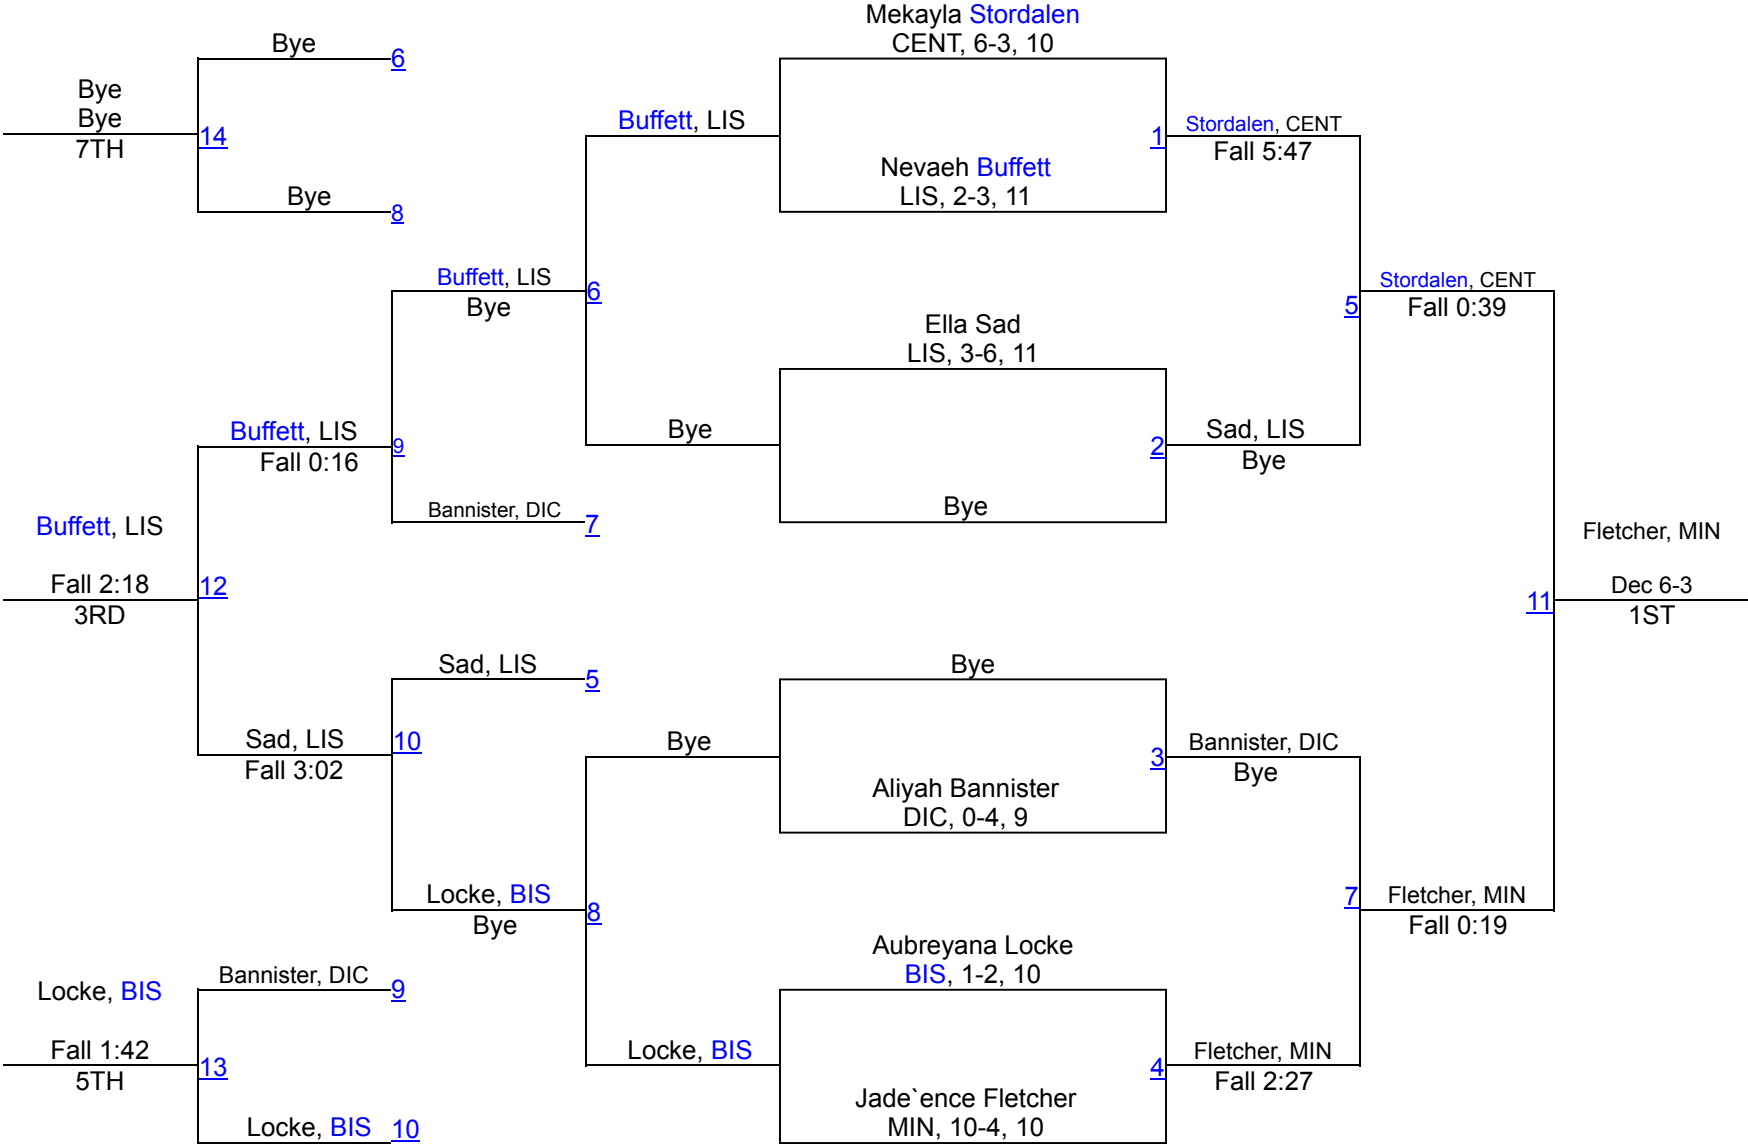 Mekayla Stordalen
CENT, 6-3, 10
Bye
6
Bye
Bye
14
7TH
Bye
8
Buffett, LIS
1
Stordalen, CENT
Fall 5:47
Nevaeh Buffett
LIS, 2-3, 11
Buffett, LIS
6
Bye
Stordalen, CENT
5
Fall 0:39
Ella Sad
LIS, 3-6, 11
Buffett, LIS
9
Fall 0:16
Bye
2
Sad, LIS
Bye
Bannister, DIC
7
Bye
Buffett, LIS
Fall 2:18
12
3RD
Fletcher, MIN
11
Dec 6-3
1ST
Sad, LIS
5
Bye
Sad, LIS
10
Fall 3:02
Bye
3
Bannister, DIC
Bye
Aliyah Bannister
DIC, 0-4, 9
Locke, BIS
8
Bye
7
Fletcher, MIN
Fall 0:19
Aubreyana Locke
BIS, 1-2, 10
Bannister, DIC
9
Locke, BIS
Fall 1:42
13
5TH
Locke, BIS
10
Locke, BIS
4
Fletcher, MIN
Fall 2:27
Jade`ence Fletcher
MIN, 10-4, 10